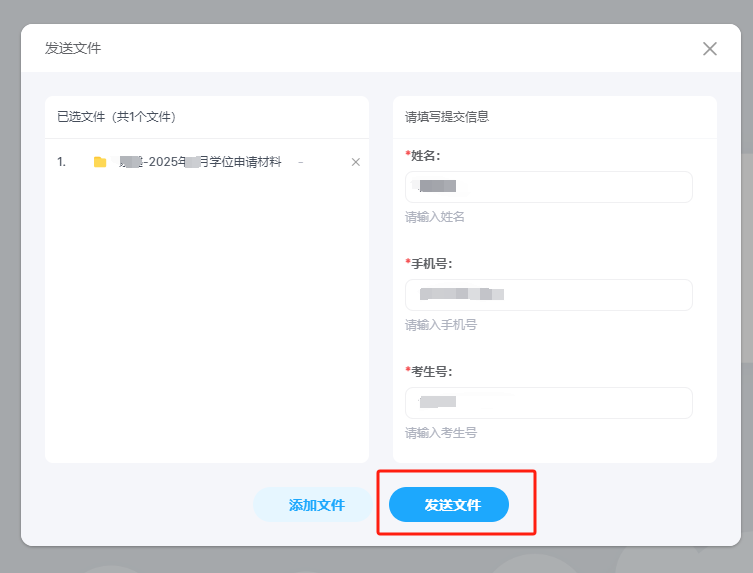 发送文件
已选文件（共1个文件）
1. -2025年月学位申请材料 -
请填写提交信息
*姓名：
请输入姓名
*手机号：
请输入手机号
*考生号：
请输入考生号
添加文件
发送文件